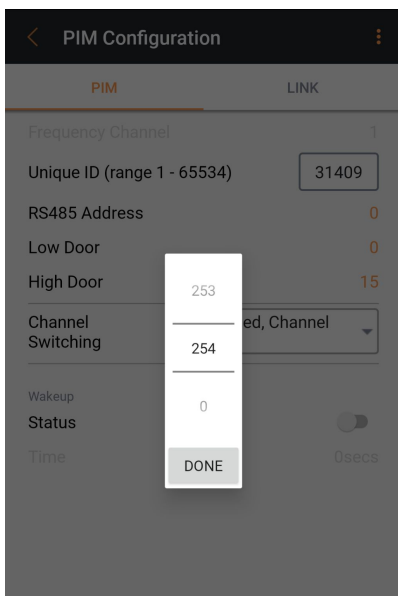 PIM Configuration
PIM LINK
Frequency Channel 1
Unique ID (range 1 - 65534) 31409
RS485 Address 0
Low Door 0
High Door 15
253
Channel Switching ed, Channel
254
Wakeup
0
Status
Time 0secs
DONE